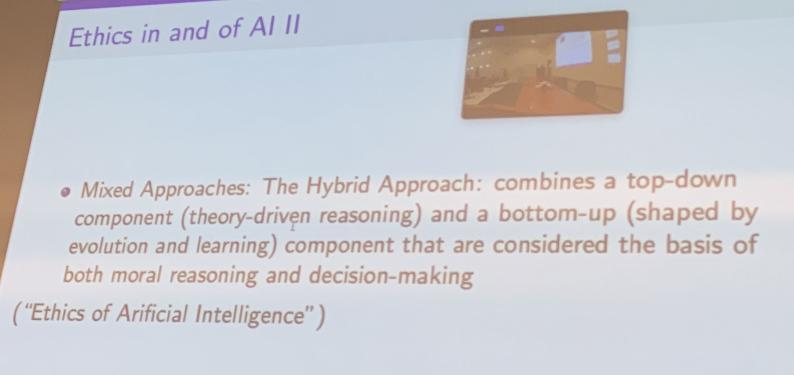 Ethics in and of AI II
• Mixed Approaches: The Hybrid Approach: combines a top-down
component (theory-driven reasoning) and a bottom-up (shaped by
evolution and learning) component that are considered the basis of
both moral reasoning and decision-making
(“Ethics of Arificial Intelligence”)